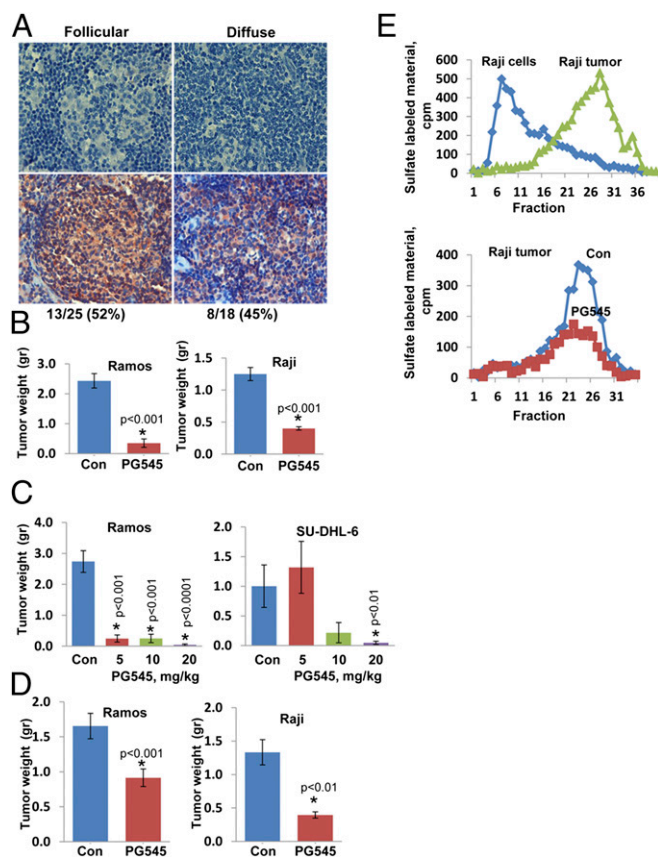 A
Follicular
Diffuse
13/25 (52%)
8/18 (45%)
B
Tumor weight (gr)
3.0
2.0
1.0
0.0
Ramos
p<0.001
*
Con
PG545
Tumor weight (gr)
1.5
1.0
0.5
0.0
Raji
p<0.001
*
Con
PG545
C
Tumor weight (gr)
4.0
3.0
2.0
1.0
0.0
Ramos
p<0.001
*
p<0.001
*
p<0.0001
*
Con
5
10
20
PG545, mg/kg
2.0
1.5
1.0
0.5
0.0
SU-DHL-6
p<0.01
*
Con
5
10
20
PG545, mg/kg
D
Tumor weight (gr)
2.0
1.5
1.0
1.5
0.0
Ramos
p<0.001
*
Con
PG545
2.0
1.5
1.0
0.5
0.0
Raji
p<0.01
*
Con
PG545
E
Sulfate labeled material,
cpm
600
500
400
300
200
100
0
Raji cells
Raji tumor
1 6 11 16 21 26 31 36
Fraction
Sulfate labeled material,
cpm
400
300
200
100
0
Raji tumor
Con
PG545
1 6 11 16 21 26 31
Fraction